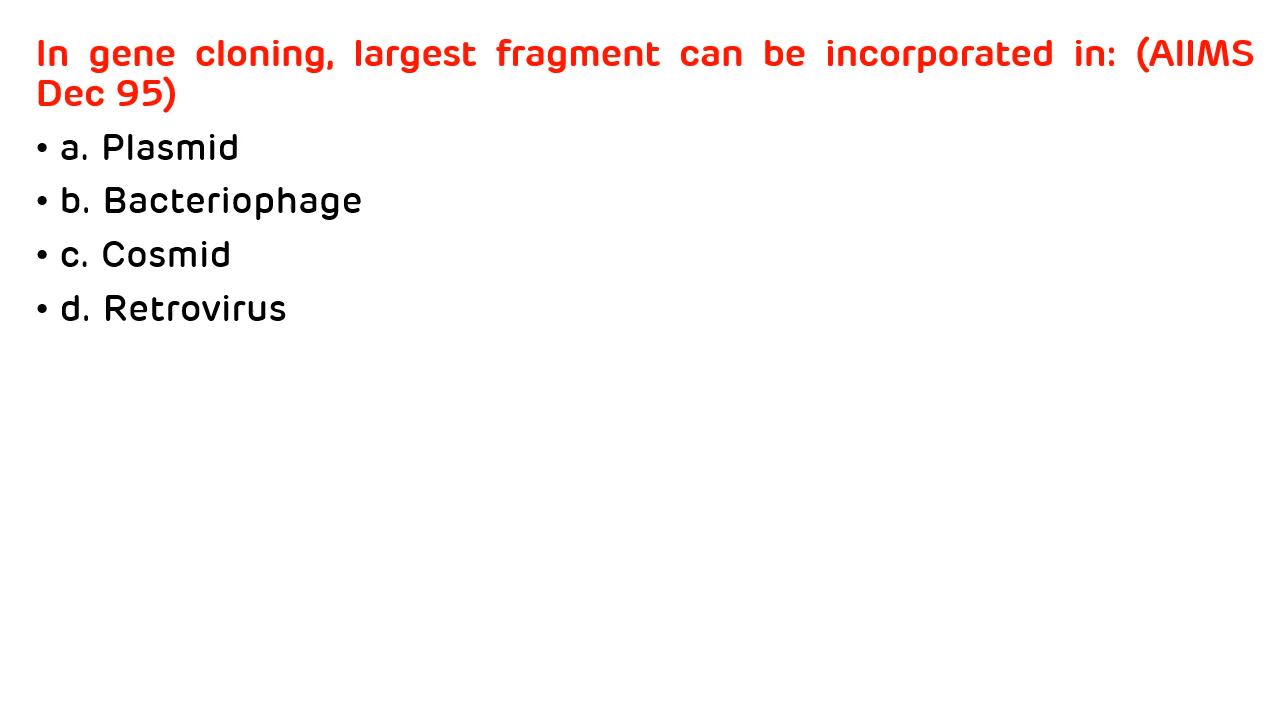 In gene cloning, largest fragment can be incorporated in: (AIIMS
Dec 95)
• a. Plasmid
• b. Bacteriophage
• c. Cosmid
• d. Retrovirus